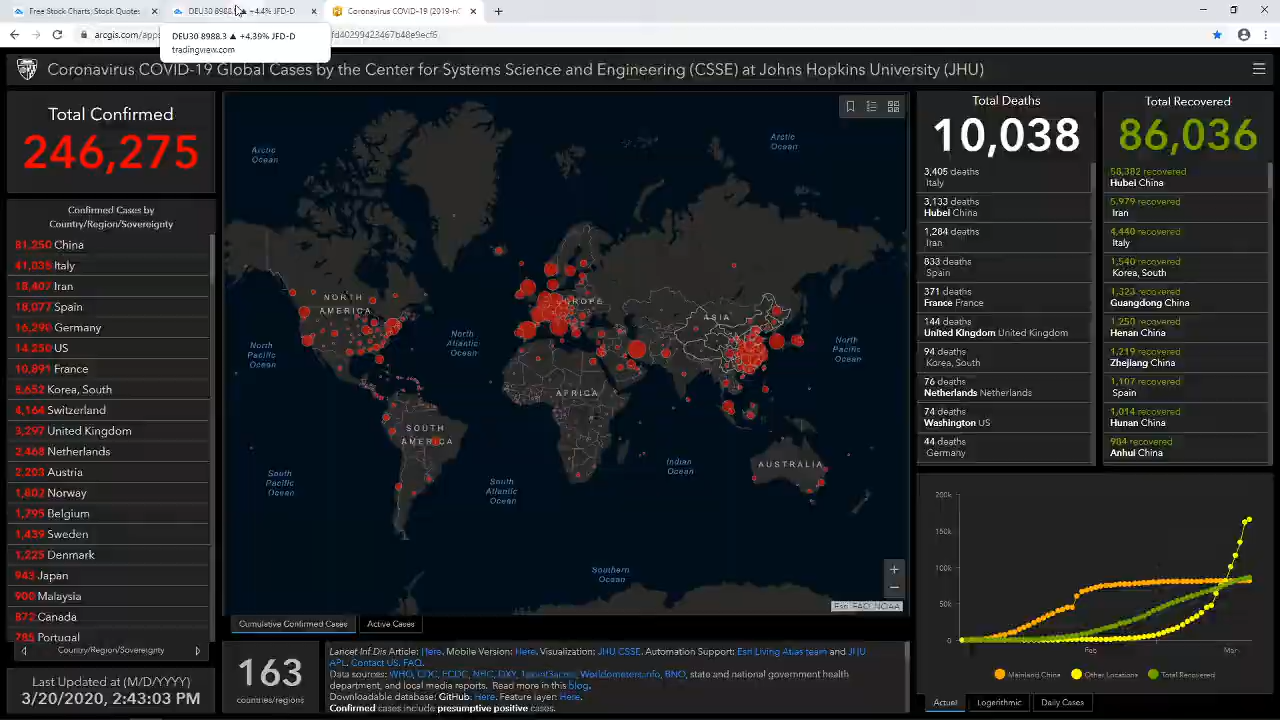 Free Stock Charts, Stock Quotes
DEU30 8988.3 ▲ +4.4% JFD-D
Coronavirus COVID-19 (2019-nC
DEU30 8988.3 ▲ +4.39% JFD-D
tradingview.com
arcgis.com/apps
fd40299423467b48e9ecf6
Coronavirus COVID-19 Global Cases by the Center for Systems Science and Engineering (CSSE) at Johns Hopkins University (JHU)
Total Confirmed
246,275
Confirmed Cases by
Country/Region/Sovereignty
81,250 China
41,035 Italy
18,407 Iran
18,077 Spain
16,290 Germany
14,250 US
10,891 France
8,652 Korea, South
4,164 Switzerland
3,297 United Kingdom
2,468 Netherlands
2,203 Austria
1,802 Norway
1,795 Belgium
1,439 Sweden
1,225 Denmark
943 Japan
900 Malaysia
872 Canada
785 Portugal
Country/Region/Sovereignty
Last Updated at (M/D/YYYY)
3/20/2020, 2:43:03 PM
Arctic
Ocean
Arctic
Ocean
NORTH
AMERICA
EUROPE
ASIA
North
Pacific
Ocean
North
Atlantic
Ocean
North
Pacific
Ocean
AFRICA
SOUTH
AMERICA
Indian
Ocean
AUSTRALIA
South
Pacific
Ocean
South
Atlantic
Ocean
Southern
Ocean
+
−
Esri, FAO, NOAA
Cumulative Confirmed Cases
Active Cases
163
countries/regions
Lancet Inf Dis Article: Here. Mobile Version: Here. Visualization: JHU CSSE. Automation Support: Esri Living Atlas team and JHU
APL. Contact US. FAQ.
Data sources: WHO, CDC, ECDC, NHC, DXY, 1point3acres, Worldometers.info, BNO, state and national government health
department, and local media reports. Read more in this blog.
Downloadable database: GitHub: Here. Feature layer: Here.
Confirmed cases include presumptive positive cases.
Total Deaths
10,038
3,405 deaths
Italy
3,133 deaths
Hubei China
1,284 deaths
Iran
833 deaths
Spain
371 deaths
France France
144 deaths
United Kingdom United Kingdom
94 deaths
Korea, South
76 deaths
Netherlands Netherlands
74 deaths
Washington US
44 deaths
Germany
Total Recovered
86,036
58,382 recovered
Hubei China
5,979 recovered
Iran
4,440 recovered
Italy
1,540 recovered
Korea, South
1,323 recovered
Guangdong China
1,250 recovered
Henan China
1,219 recovered
Zhejiang China
1,107 recovered
Spain
1,014 recovered
Hunan China
984 recovered
Anhui China
200k
150k
100k
50k
0
Feb
Mar
Mainland China
Other Locations
Total Recovered
Actual
Logarithmic
Daily Cases